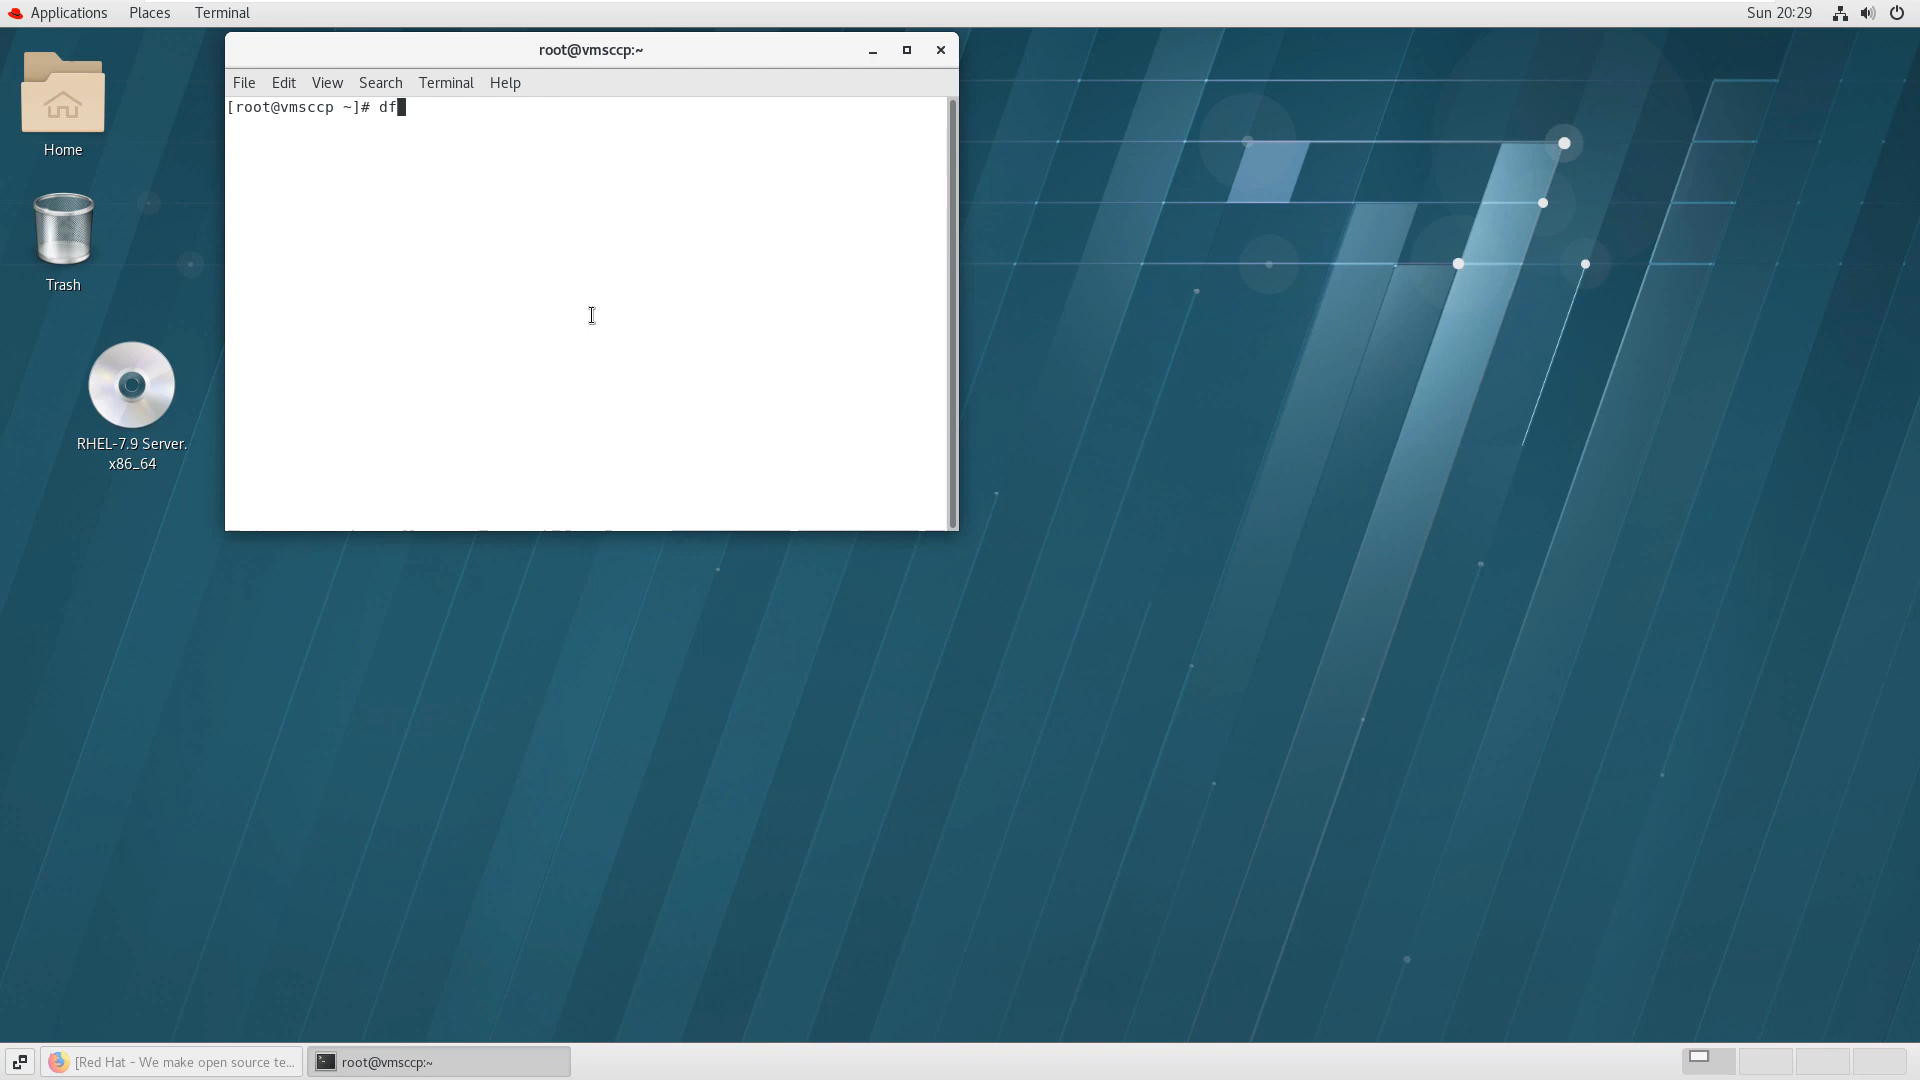 Applications Places Terminal Sun 20:29
root@vmsccp:~
File Edit View Search Terminal Help
[root@vmsccp ~]# df
Home
Trash
RHEL-7.9 Server.
x86_64
[Red Hat - We make open source te... root@vmsccp:~